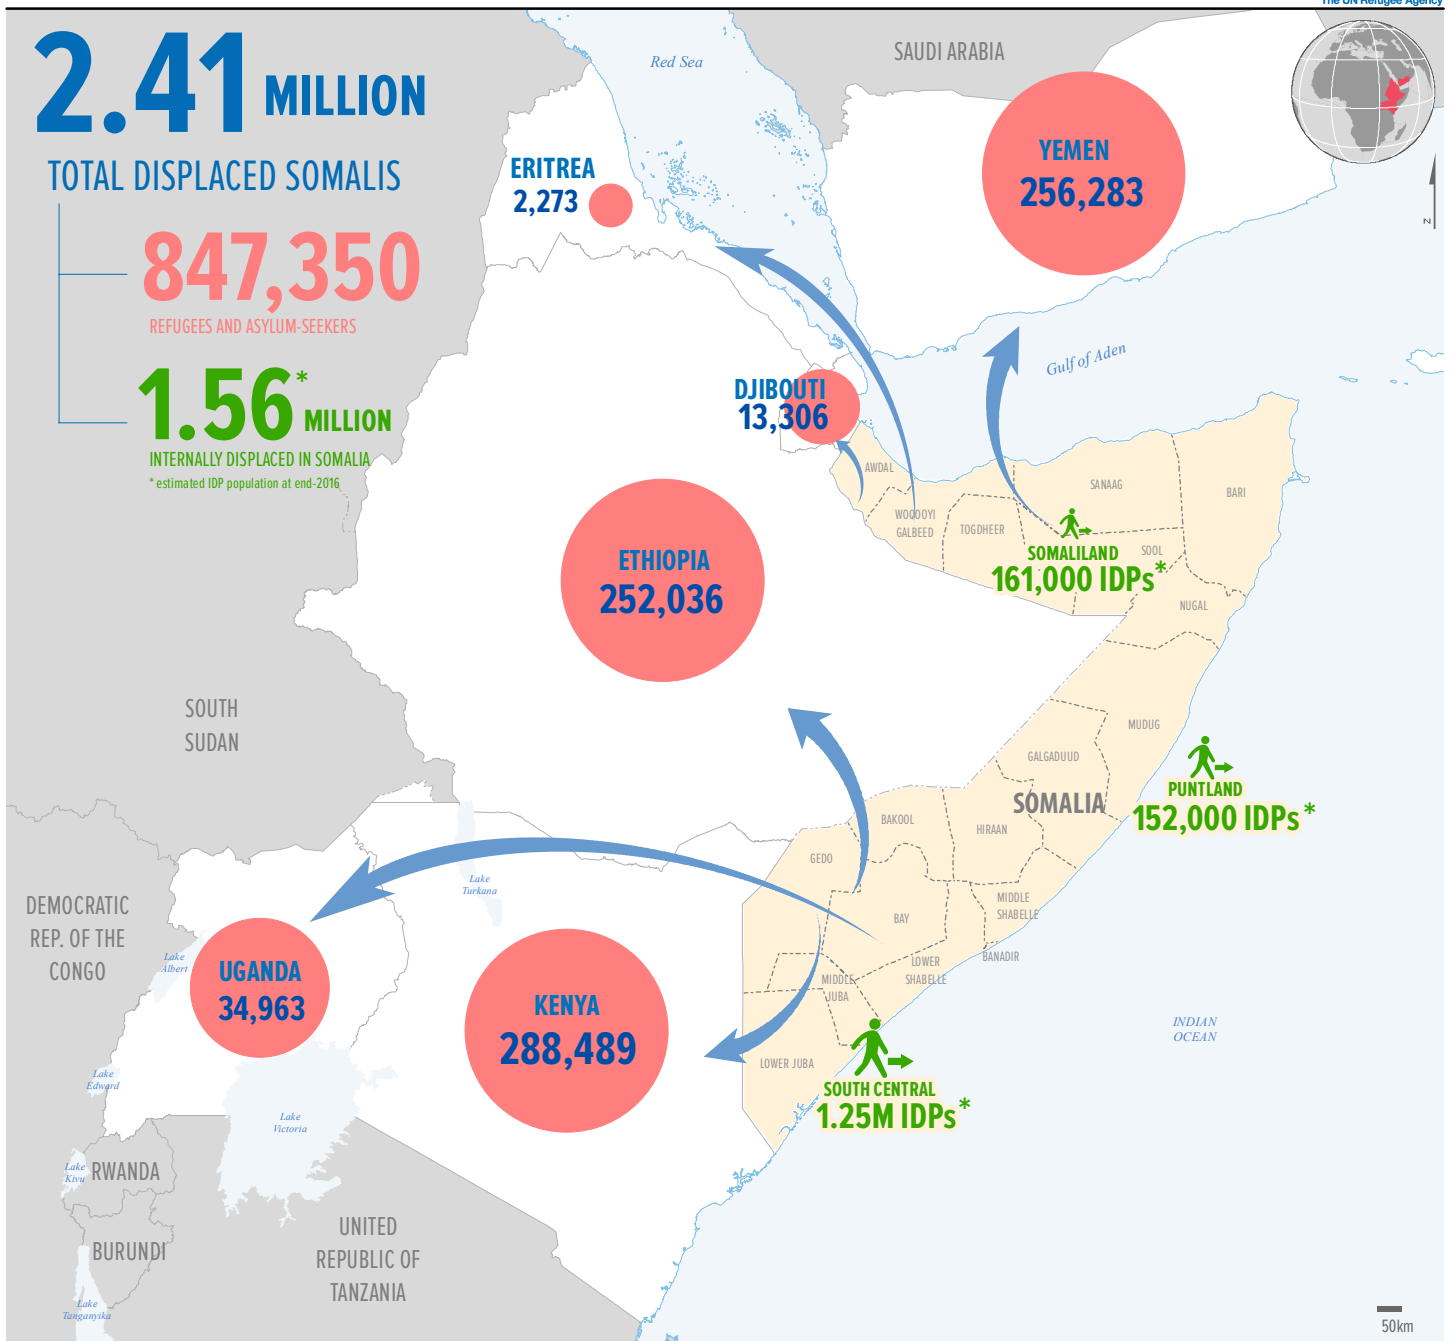 The UN Refugee Agency
2.41 MILLION
TOTAL DISPLACED SOMALIS
847,350
REFUGEES AND ASYLUM-SEEKERS
1.56* MILLION
INTERNALLY DISPLACED IN SOMALIA
* estimated IDP population at end-2016
Red Sea
SAUDI ARABIA
YEMEN
256,283
N
ERITREA
2,273
Gulf of Aden
DJIBOUTI
13,306
AWDAL
WOQOOYI
GALBEED
TOGDHEER
SANAAG
BARI
SOOL
SOMALILAND
161,000 IDPs*
NUGAL
ETHIOPIA
252,036
SOUTH
SUDAN
MUDUG
GALGADUUD
SOMALIA
PUNTLAND
152,000 IDPs*
BAKOOL
HIRAAN
GEDO
Lake
Turkana
DEMOCRATIC
REP. OF THE
CONGO
BAY
MIDDLE
SHABELLE
BANADIR
LOWER
SHABELLE
MIDDLE
JUBA
Lake
Albert
UGANDA
34,963
KENYA
288,489
INDIAN
OCEAN
LOWER JUBA
SOUTH CENTRAL
1.25M IDPs*
Lake
Edward
Lake
Victoria
Lake
Kivu
RWANDA
BURUNDI
UNITED
REPUBLIC OF
TANZANIA
Lake
Tanganyika
50km